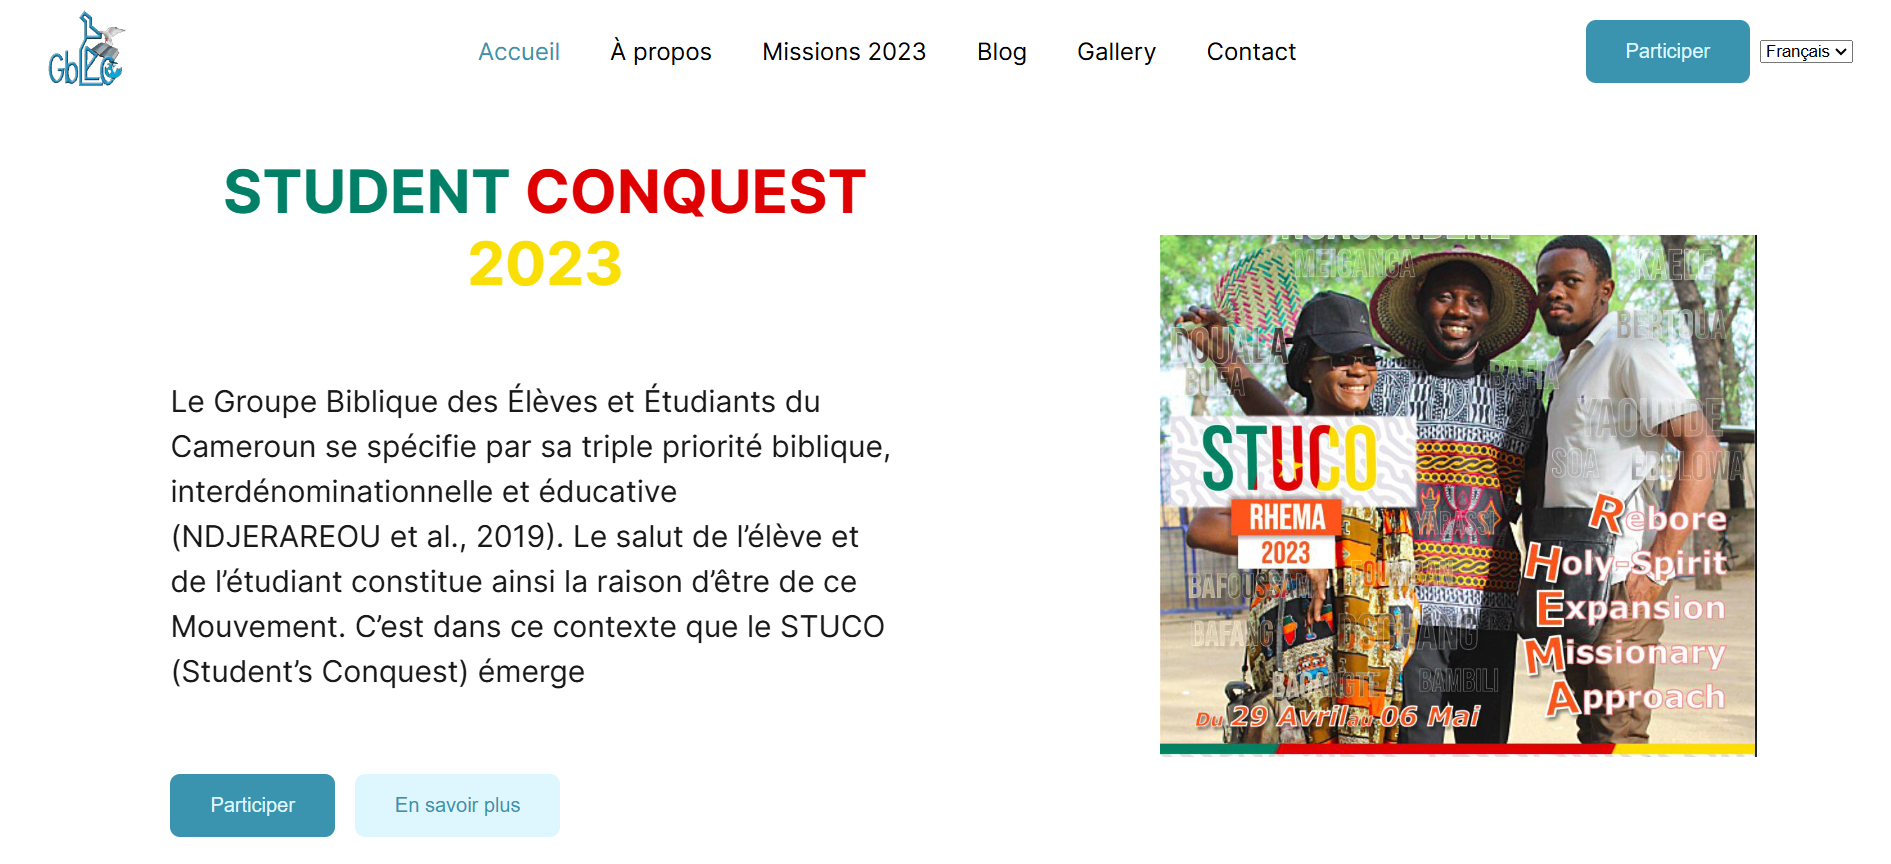 GbEEC
Accueil
À propos
Missions 2023
Blog
Gallery
Contact
Participer
Français
STUDENT CONQUEST
2023
Le Groupe Biblique des Élèves et Étudiants du
Cameroun se spécifie par sa triple priorité biblique,
interdénominationnelle et éducative
(NDJERAREOU et al., 2019). Le salut de l’élève et
de l’étudiant constitue ainsi la raison d’être de ce
Mouvement. C’est dans ce contexte que le STUCO
(Student’s Conquest) émerge
Participer
En savoir plus
MEIGANGA
KAELE
BERTOUA
DOUALA
BUEA
BAFIA
YAOUNDE
SOA
EBOLOWA
STUCO
RHEMA
2023
YABASSI
Rebore
Holy-Spirit
Expansion
Missionary
Approach
BAFOUSSAM
FOUMBAN
BAFANG
DSCHANG
BAGANGTE
BAMBILI
Du 29 Avril au 06 Mai